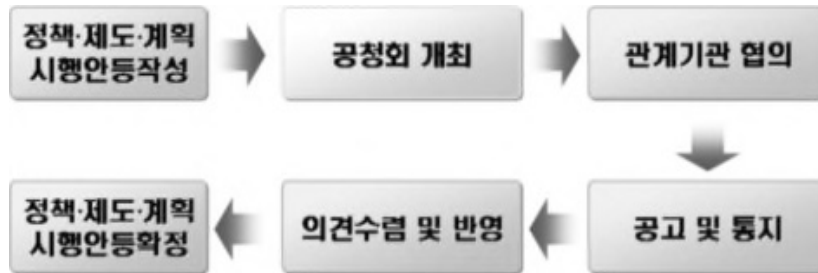 정책·제도·계획
시행안등작성
공청회 개최
관계기관 협의
공고 및 통지
의견수렴 및 반영
정책·제도·계획
시행안등확정